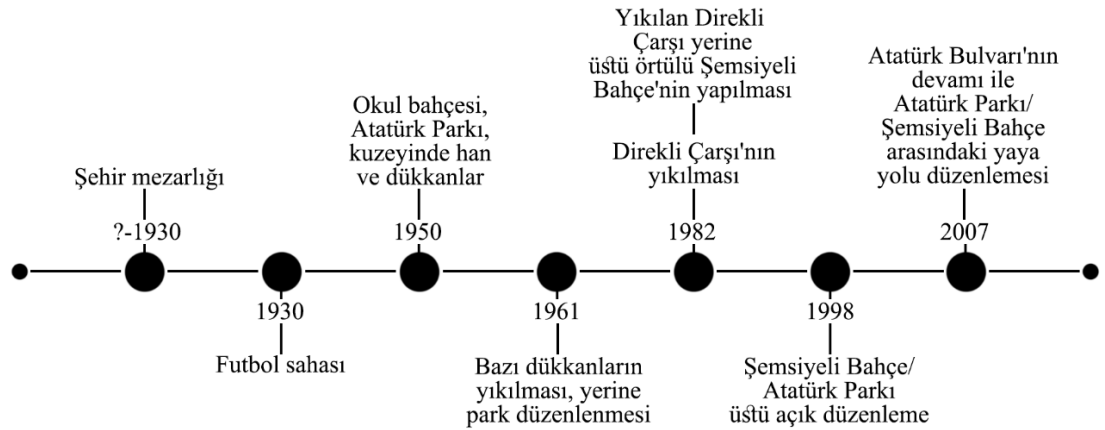 Şehir mezarlığı
?-1930
1930
Futbol sahası
Okul bahçesi,
Atatürk Parkı,
kuzeyinde han
ve dükkanlar
1950
1961
Bazı dükkanların
yıkılması, yerine
park düzenlenmesi
Yıkılan Direkli
Çarşı yerine
üstü örtülü Şemsiyeli
Bahçe'nin yapılması
Direkli Çarşı'nın
yıkılması
1982
1998
Şemsiyeli Bahçe/
Atatürk Parkı
üstü açık düzenleme
Atatürk Bulvarı'nın
devamı ile
Atatürk Parkı/
Şemsiyeli Bahçe
arasındaki yaya
yolu düzenlemesi
2007